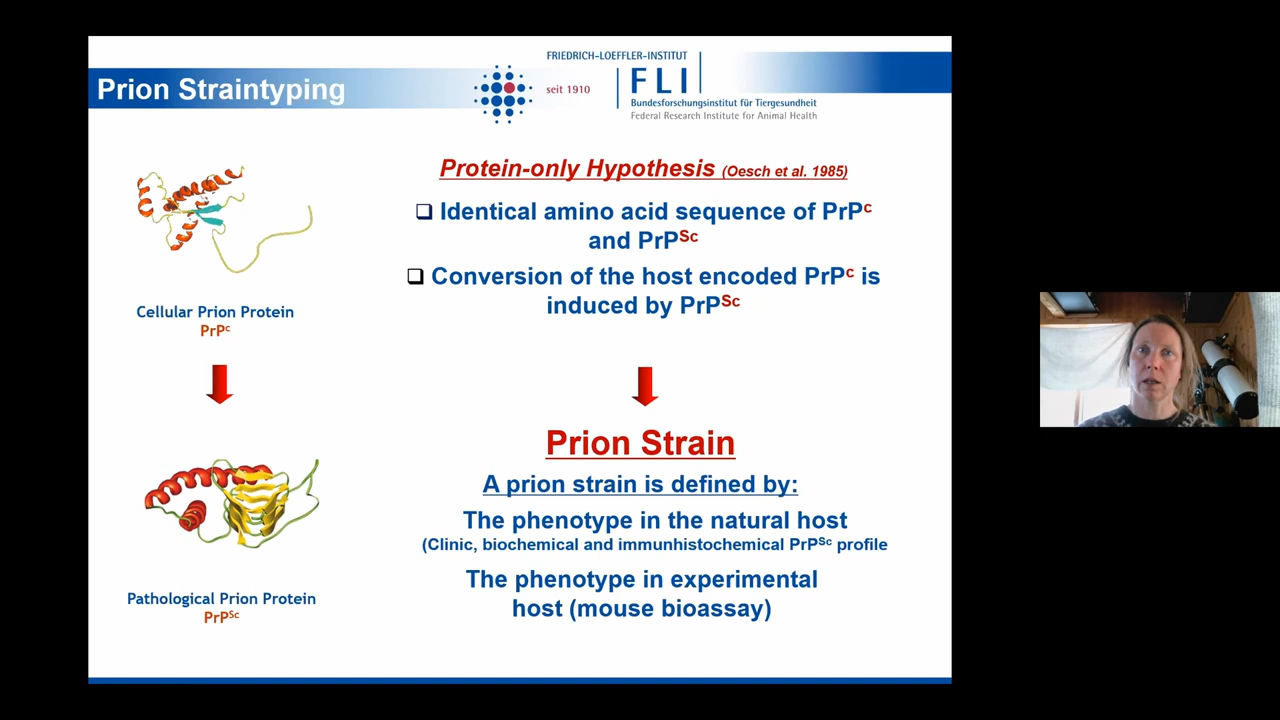 Prion Straintyping
FRIEDRICH-LOEFFLER-INSTITUT
seit 1910
FLI
Bundesforschungsinstitut für Tiergesundheit
Federal Research Institute for Animal Health
Protein-only Hypothesis (Oesch et al. 1985)
Identical amino acid sequence of PrPc
and PrPSc
Conversion of the host encoded PrPc is
induced by PrPSc
Cellular Prion Protein
PrPc
Prion Strain
A prion strain is defined by:
The phenotype in the natural host
(Clinic, biochemical and immunhistochemical PrPSc profile
The phenotype in experimental
host (mouse bioassay)
Pathological Prion Protein
PrPSc